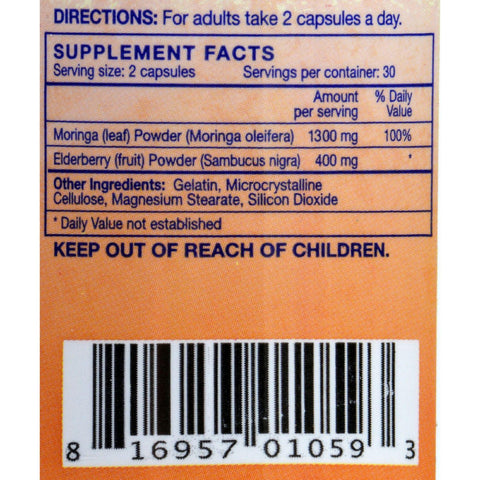 DIRECTIONS: For adults take 2 capsules a day.
SUPPLEMENT FACTS
Serving size: 2 capsules Servings per container: 30
Amount per serving % Daily Value
Moringa (leaf) Powder (Moringa oleifera) 1300 mg 100%
Elderberry (fruit) Powder (Sambucus nigra) 400 mg *
Other Ingredients: Gelatin, Microcrystalline
Cellulose, Magnesium Stearate, Silicon Dioxide
* Daily Value not established
KEEP OUT OF REACH OF CHILDREN.
8 16957 01059 3